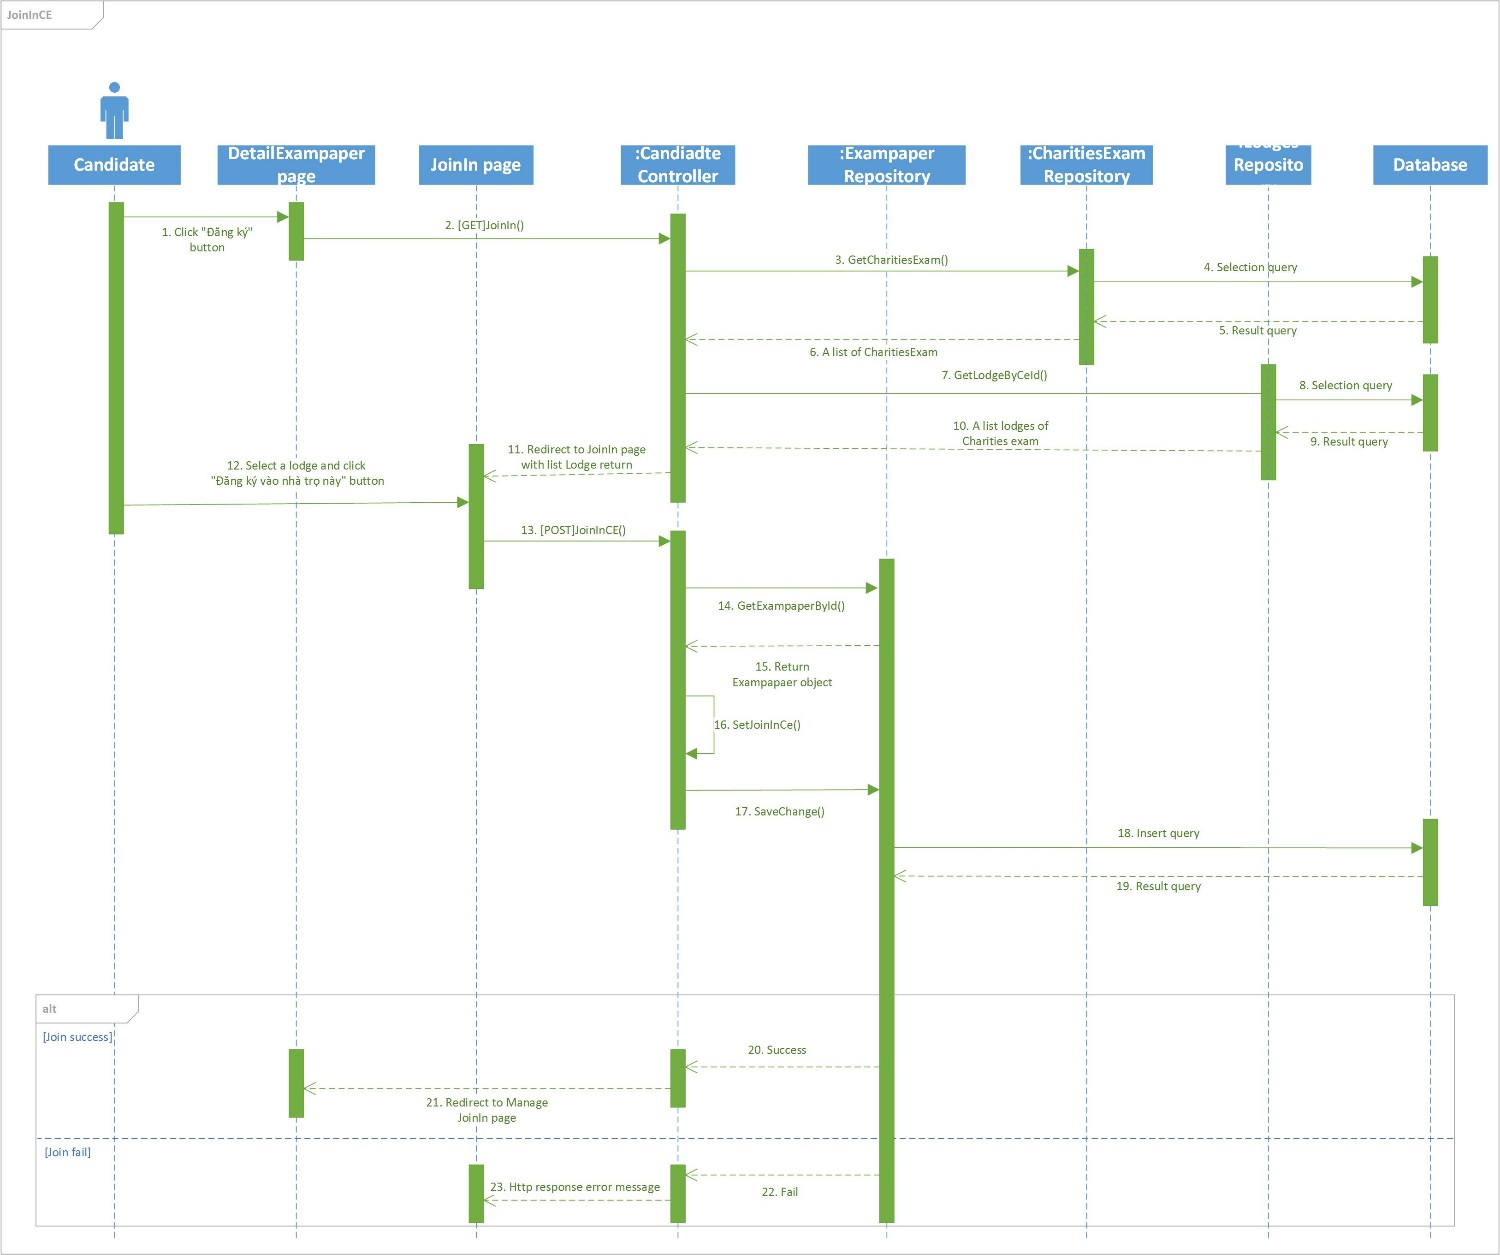 JoinInCE
Candidate
DetailExampaper
page
JoinIn page
:Candiadte
Controller
:Exampaper
Repository
:CharitiesExam
Repository
:Lodges
Reposito
Database
1. Click "Đăng ký"
button
2. [GET]JoinIn()
3. GetCharitiesExam()
4. Selection query
5. Result query
6. A list of CharitiesExam
7. GetLodgeByCeId()
8. Selection query
9. Result query
10. A list lodges of
Charities exam
11. Redirect to JoinIn page
with list Lodge return
12. Select a lodge and click
"Đăng ký vào nhà trọ này" button
13. [POST]JoinInCE()
14. GetExampaperById()
15. Return
Exampapaer object
16. SetJoinInCe()
17. SaveChange()
18. Insert query
19. Result query
alt
[Join success]
20. Success
21. Redirect to Manage
JoinIn page
[Join fail]
22. Fail
23. Http response error message